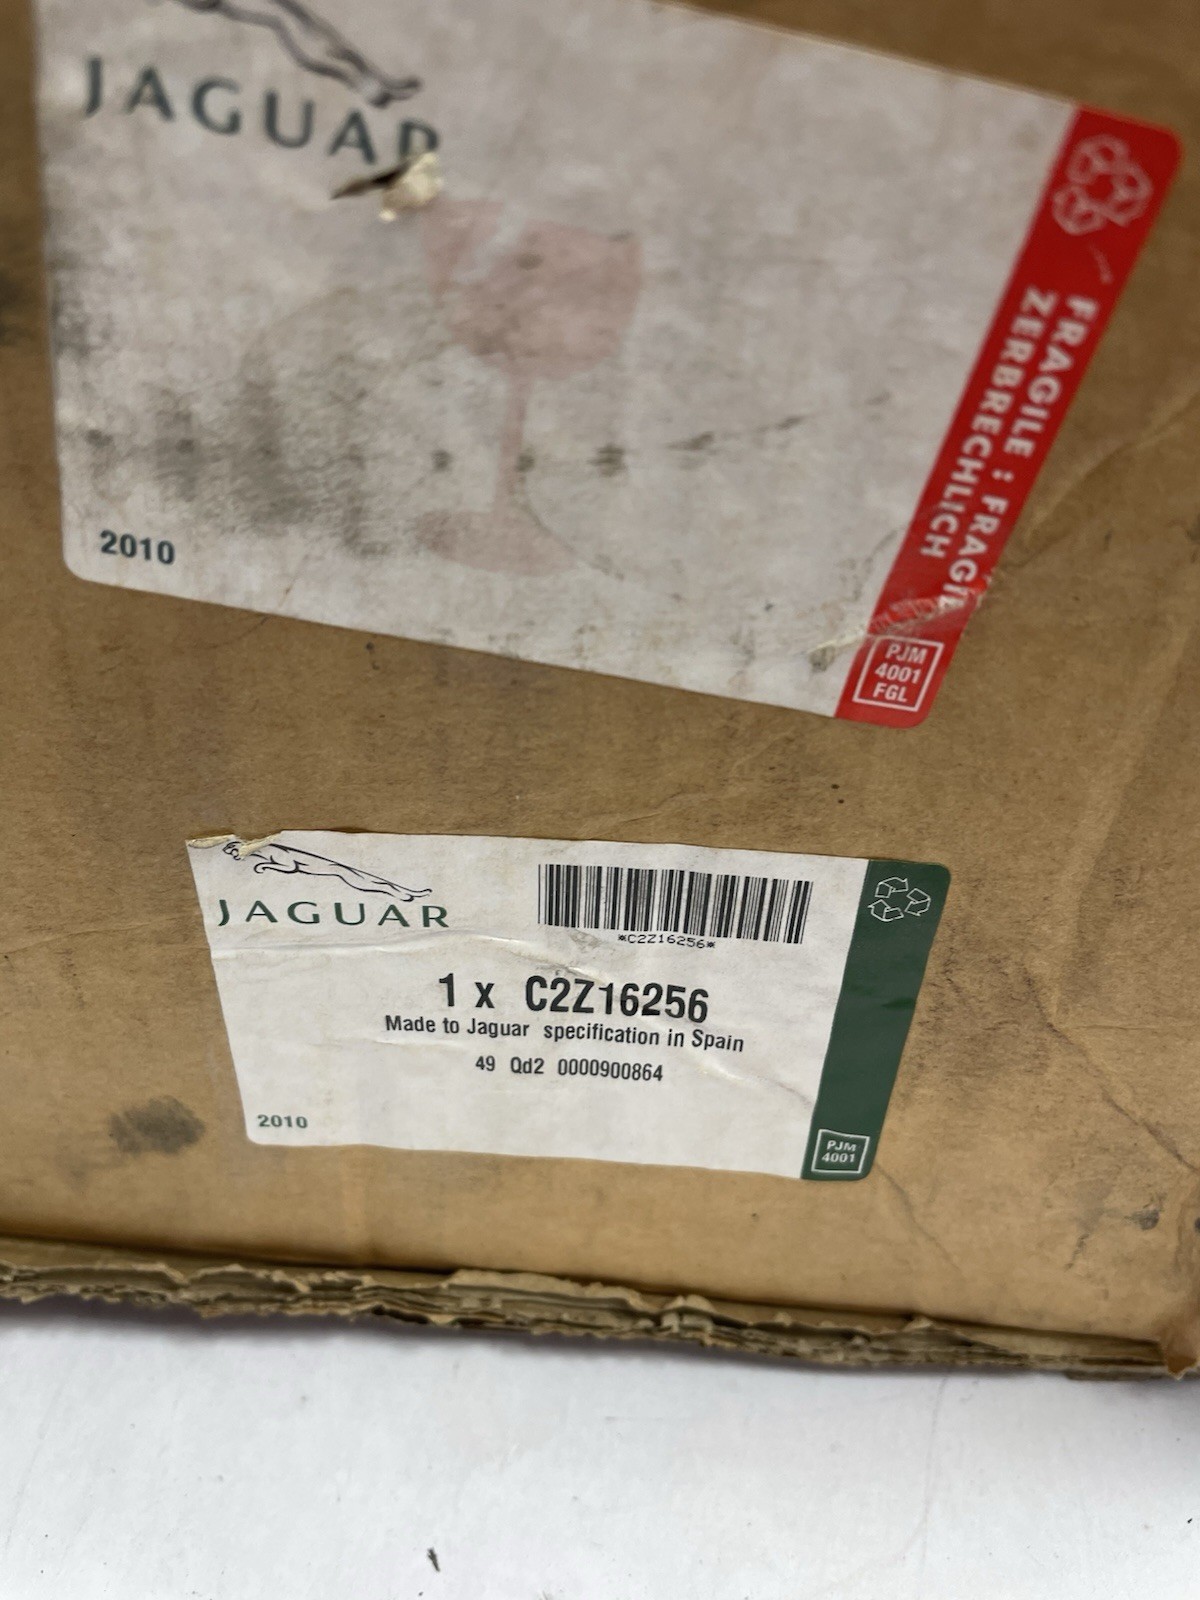 JAGUAR
FRAGILE : FRAGILE
ZERBRECHLICH
2010
PJM
4001
FGL
JAGUAR
*C2Z16256*
1 x C2Z16256
Made to Jaguar specification in Spain
49 Qd2 0000900864
2010
PJM
4001